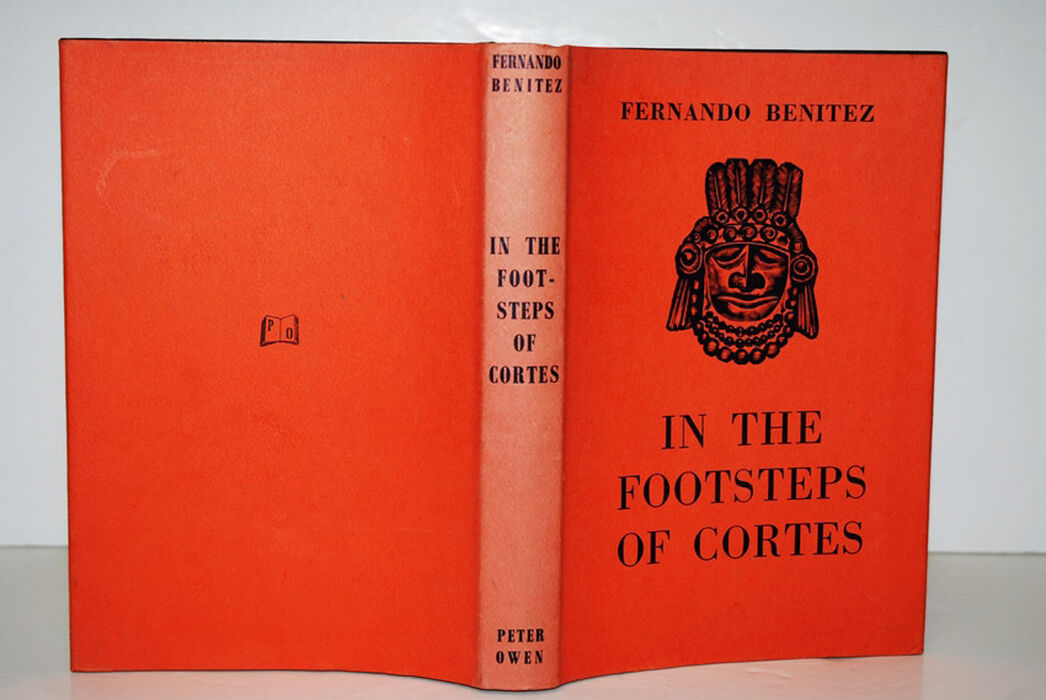 P O
FERNANDO
BENITEZ
IN THE
FOOT-
STEPS
OF
CORTES
PETER
OWEN
FERNANDO BENITEZ
IN THE
FOOTSTEPS
OF CORTES